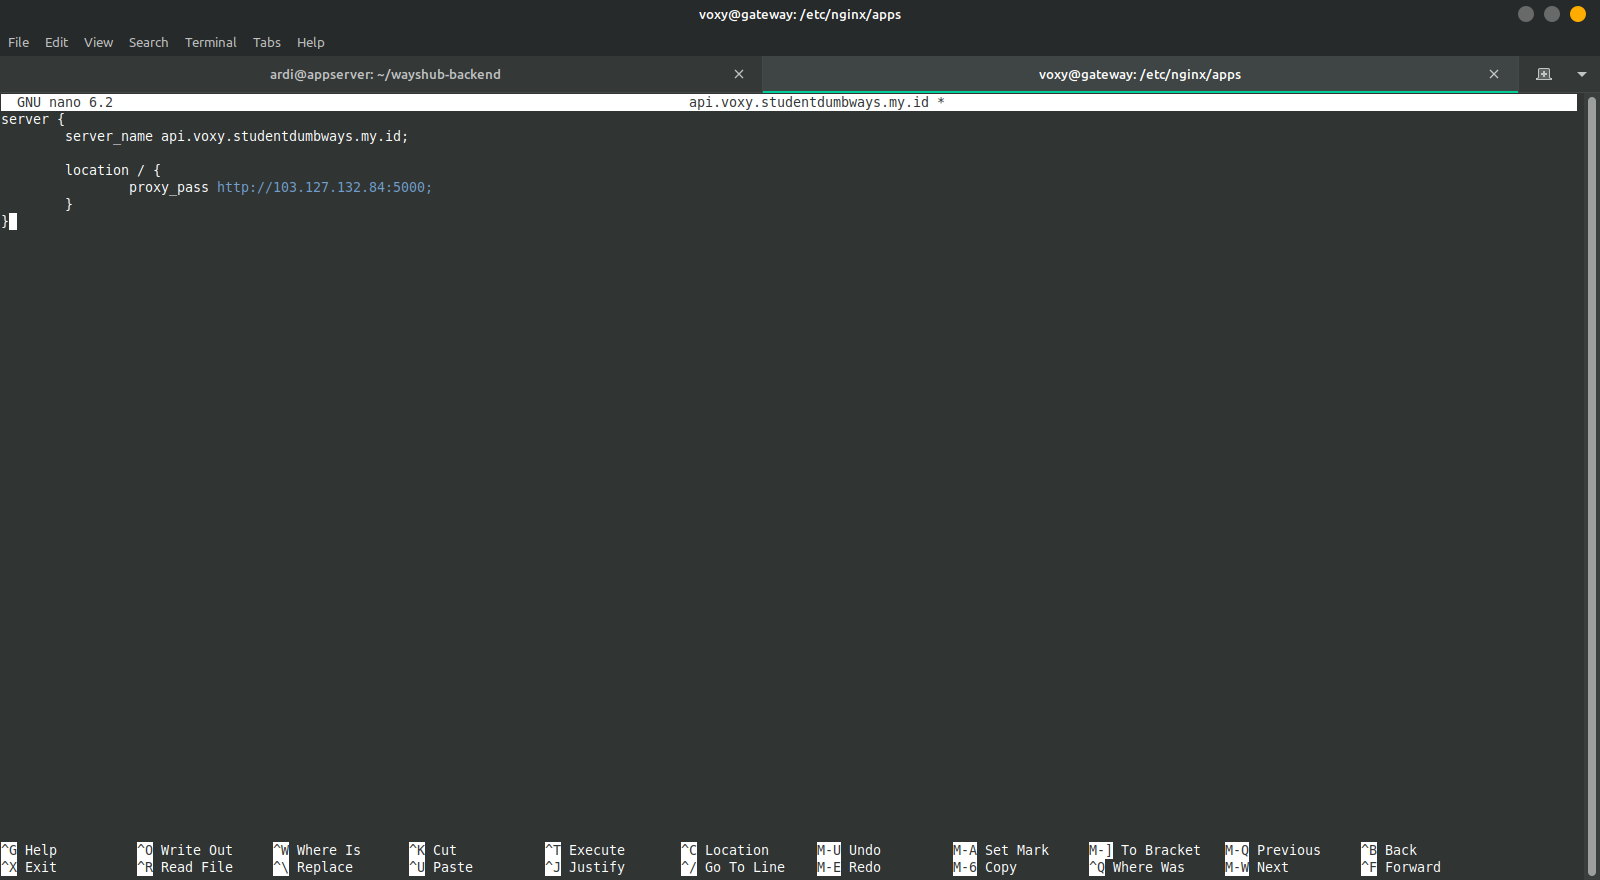 voxy@gateway: /etc/nginx/apps
File Edit View Search Terminal Tabs Help
ardi@appserver: ~/wayshub-backend × voxy@gateway: /etc/nginx/apps ×
GNU nano 6.2 api.voxy.studentdumbways.my.id *
server {
        server_name api.voxy.studentdumbways.my.id;
        location / {
                proxy_pass http://103.127.132.84:5000;
        }
}
^G Help ^O Write Out ^W Where Is ^K Cut ^T Execute ^C Location M-U Undo M-A Set Mark M-] To Bracket M-Q Previous ^B Back
^X Exit ^R Read File ^\ Replace ^U Paste ^J Justify ^/ Go To Line M-E Redo M-6 Copy ^Q Where Was M-W Next ^F Forward